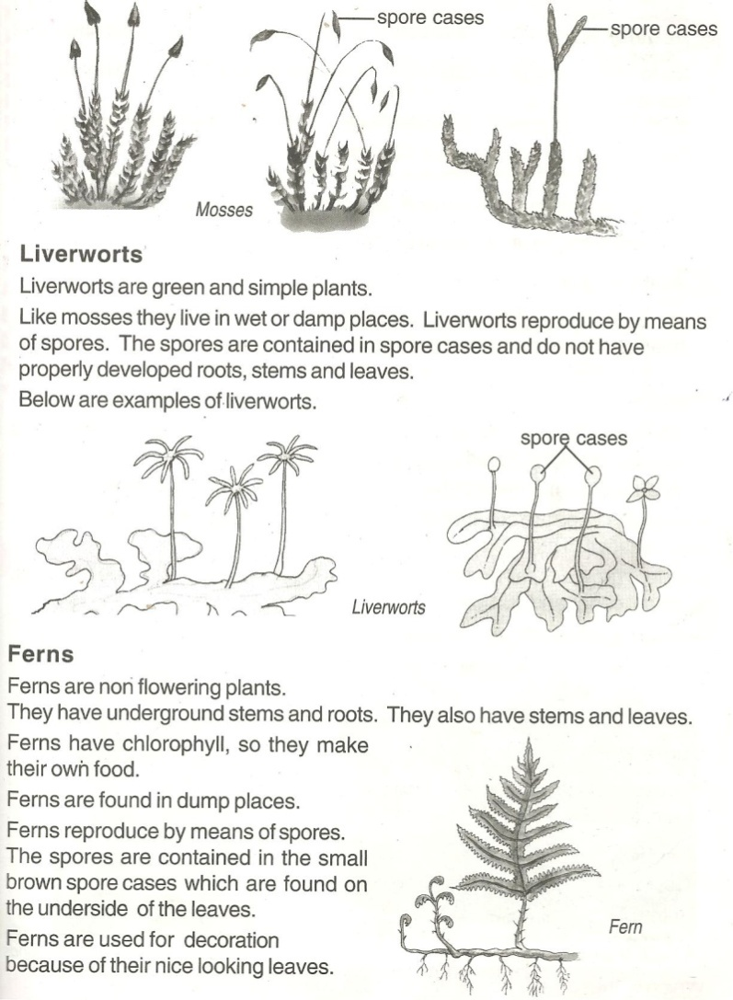 spore cases
spore cases
Mosses
Liverworts
Liverworts are green and simple plants.
Like mosses they live in wet or damp places. Liverworts reproduce by means
of spores. The spores are contained in spore cases and do not have
properly developed roots, stems and leaves.
Below are examples of liverworts.
spore cases
Liverworts
Ferns
Ferns are non flowering plants.
They have underground stems and roots. They also have stems and leaves.
Ferns have chlorophyll, so they make
their own food.
Ferns are found in dump places.
Ferns reproduce by means of spores.
The spores are contained in the small
brown spore cases which are found on
the underside of the leaves.
Fern
Ferns are used for decoration
because of their nice looking leaves.